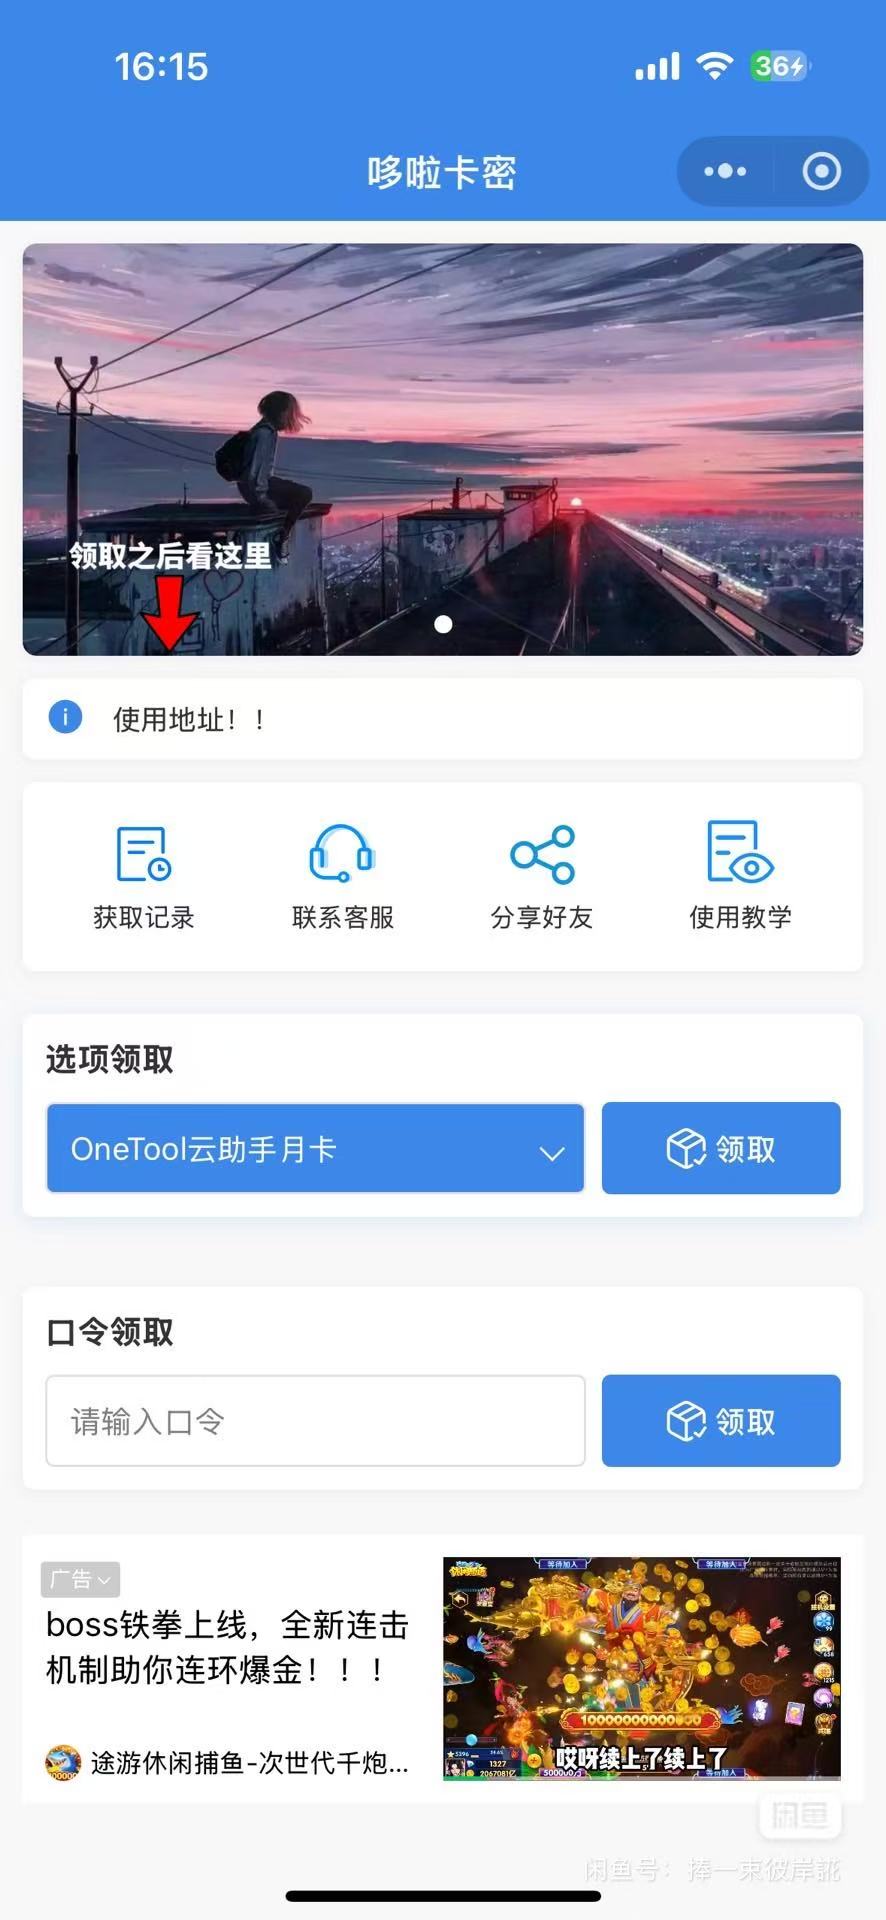 16:15
36
哆啦卡密
领取之后看这里
使用地址！！
获取记录
联系客服
分享好友
使用教学
选项领取
OneTool云助手月卡
领取
口令领取
请输入口令
领取
广告
boss铁拳上线，全新连击
机制助你连环爆金！！！
途游休闲捕鱼-次世代千炮...
等待加入
等待加入
1327
哎呀续上了续上了
闲鱼
闲鱼号：捧一束彼岸訿